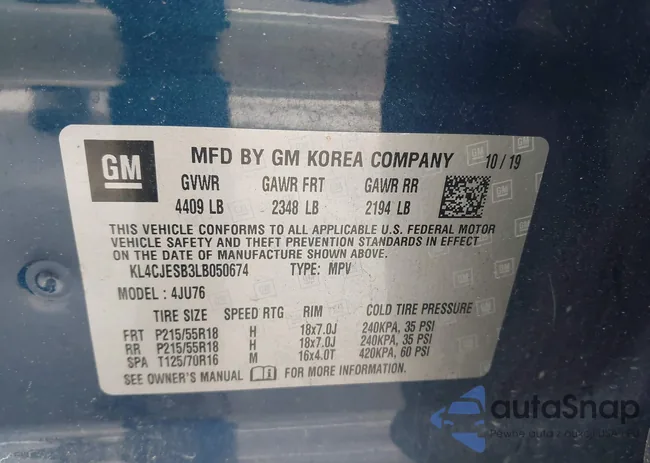 GM MFD BY GM KOREA COMPANY 10/19
GVWR GAWR FRT GAWR RR
4409 LB 2348 LB 2194 LB
THIS VEHICLE CONFORMS TO ALL APPLICABLE U.S. FEDERAL MOTOR
VEHICLE SAFETY AND THEFT PREVENTION STANDARDS IN EFFECT
ON THE DATE OF MANUFACTURE SHOWN ABOVE.
KL4CJESB3LB050674 TYPE: MPV
MODEL : 4JU76
TIRE SIZE SPEED RTG RIM COLD TIRE PRESSURE
FRT P215/55R18 H 18x7.0J 240KPA, 35 PSI
RR P215/55R18 H 18x7.0J 240KPA, 35 PSI
SPA T125/70R16 M 16x4.0T 420KPA, 60 PSI
SEE OWNER'S MANUAL FOR MORE INFORMATION.
autoSnap
Pewne auta z